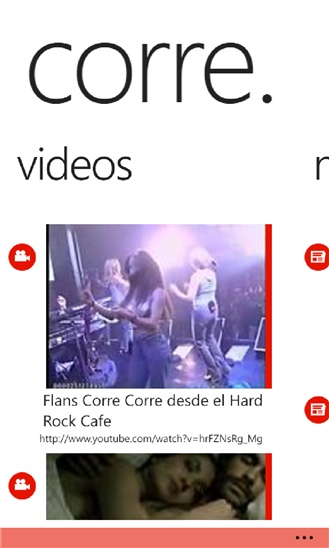 corre.
videos
Flans Corre Corre desde el Hard
Rock Cafe
http://www.youtube.com/watch?v=hrFZNsRg_Mg